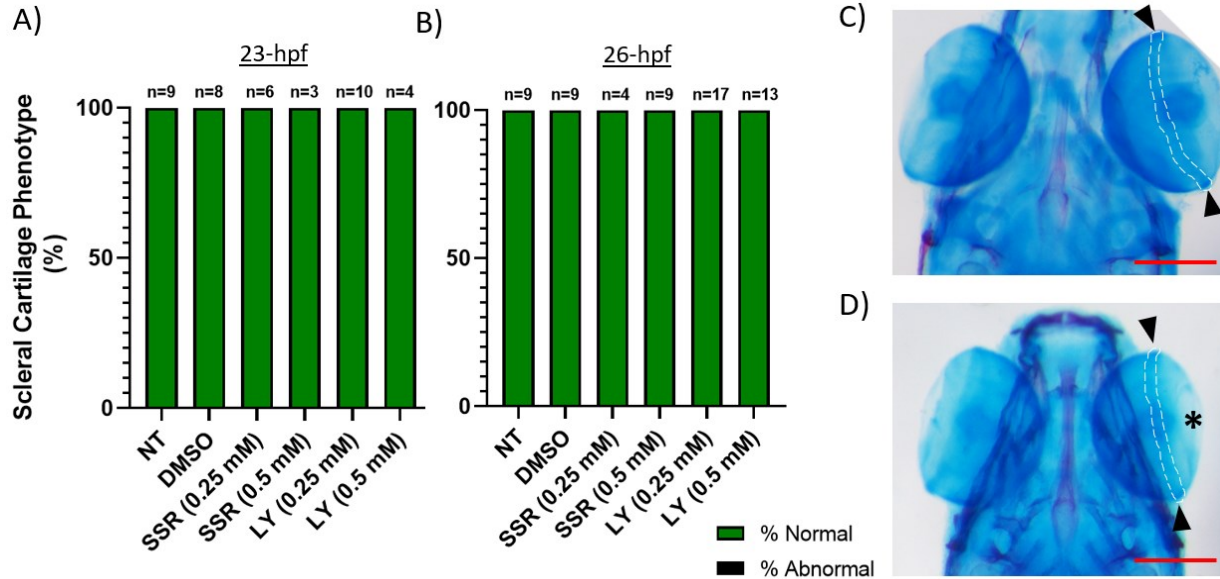 A)
23-hpf
n=9 n=8 n=6 n=3 n=10 n=4
100
50
0
Scleral Cartilage Phenotype
(%)
NT
DMSO
SSR (0.25 mM)
SSR (0.5 mM)
LY (0.25 mM)
LY (0.5 mM)
B)
26-hpf
n=9 n=9 n=4 n=9 n=17 n=13
100
50
0
NT
DMSO
SSR (0.25 mM)
SSR (0.5 mM)
LY (0.25 mM)
LY (0.5 mM)
% Normal
% Abnormal
C)
D)
*